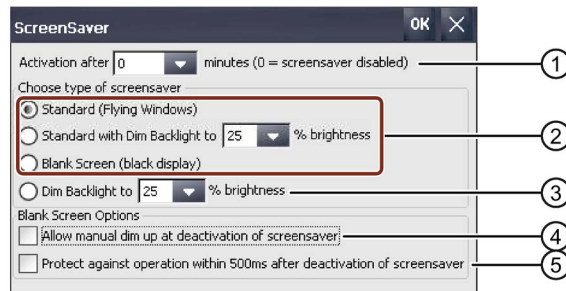 ScreenSaver OK
Activation after 0 minutes (0 = screensaver disabled) 1
Choose type of screensaver
Standard (Flying Windows)
Standard with Dim Backlight to 25 % brightness 2
Blank Screen (black display)
Dim Backlight to 25 % brightness 3
Blank Screen Options
Allow manual dim up at deactivation of screensaver 4
Protect against operation within 500ms after deactivation of screensaver 5